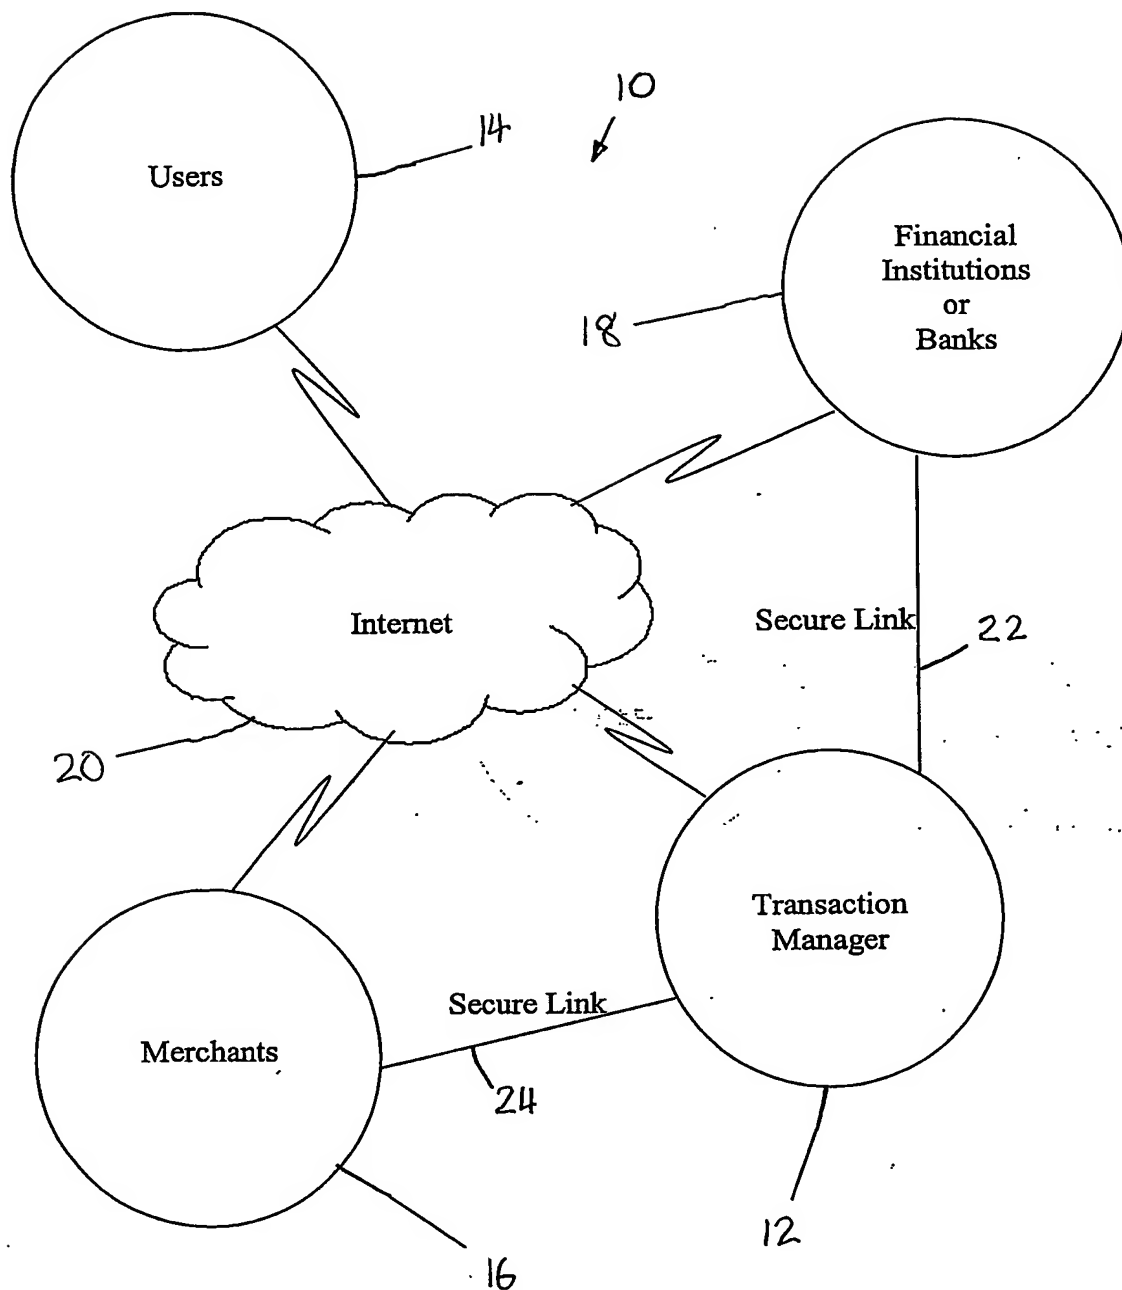 10
14
Users
Financial
Institutions
or
Banks
18
Internet
Secure Link
22
20
Transaction
Manager
Secure Link
Merchants
24
12
16